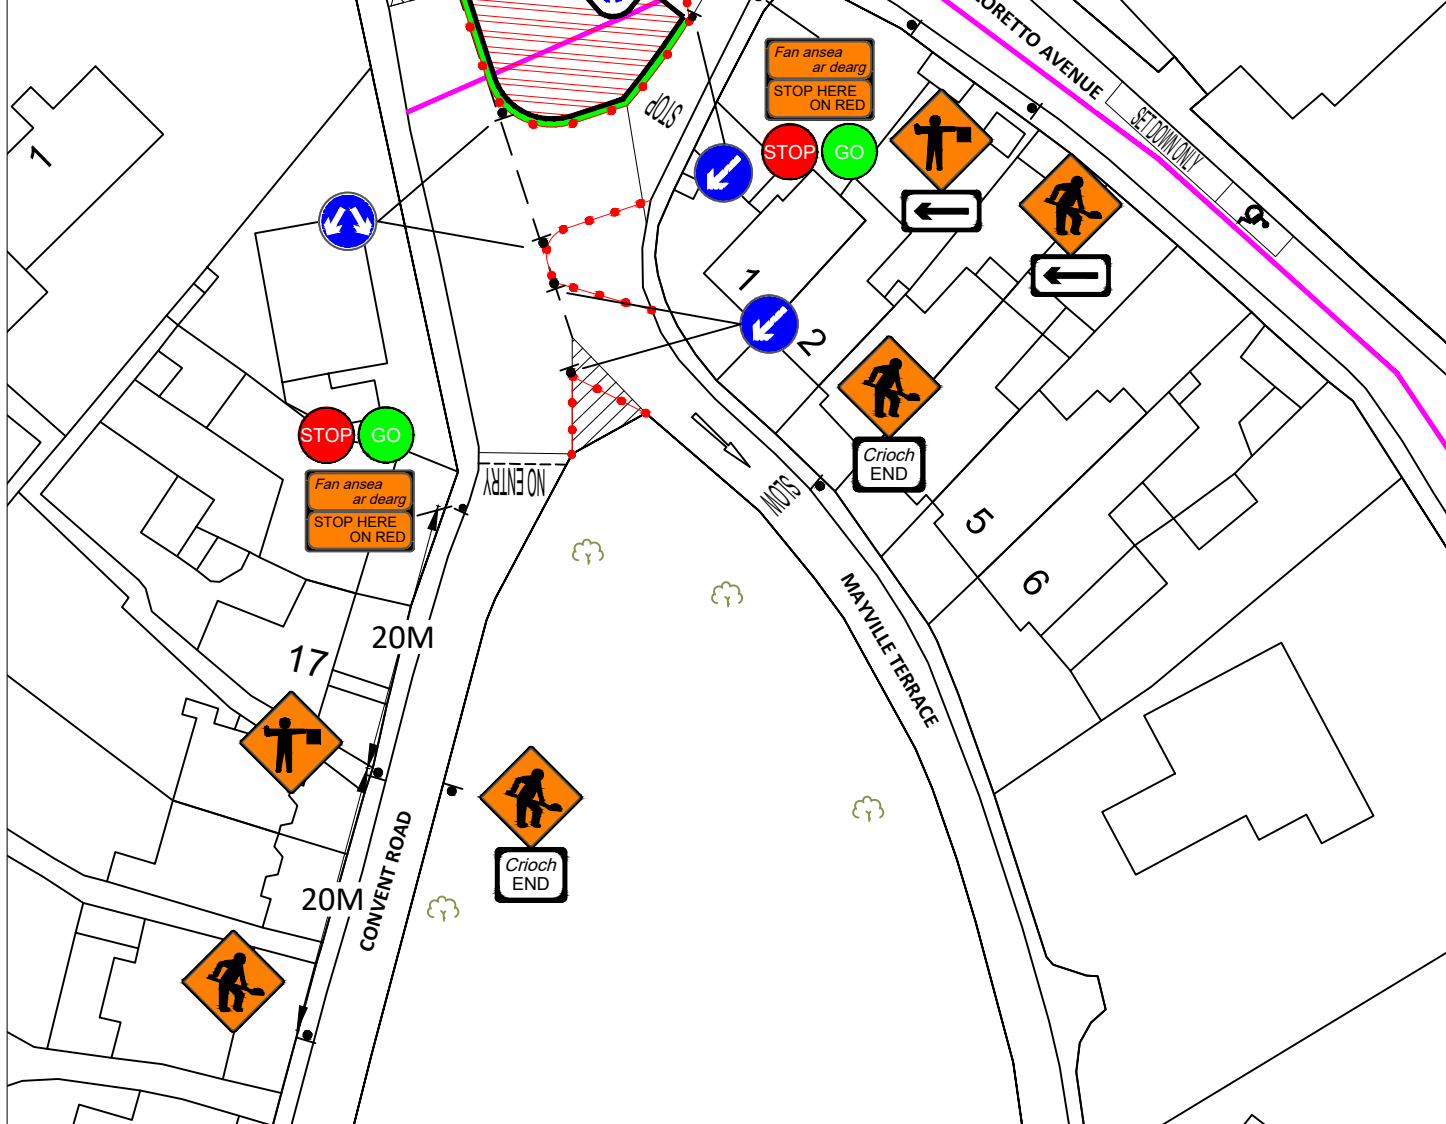 LORETTO AVENUE
SET DOWN ONLY
Fan ansea
ar dearg
STOP HERE
ON RED
STOP
GO
STOP
1
1
2
9
STOP
GO
Fan ansea
ar dearg
STOP HERE
ON RED
NO ENTRY
SLOW
Crioch
END
5
6
MAYVILLE TERRACE
20M
17
Crioch
END
20M
CONVENT ROAD